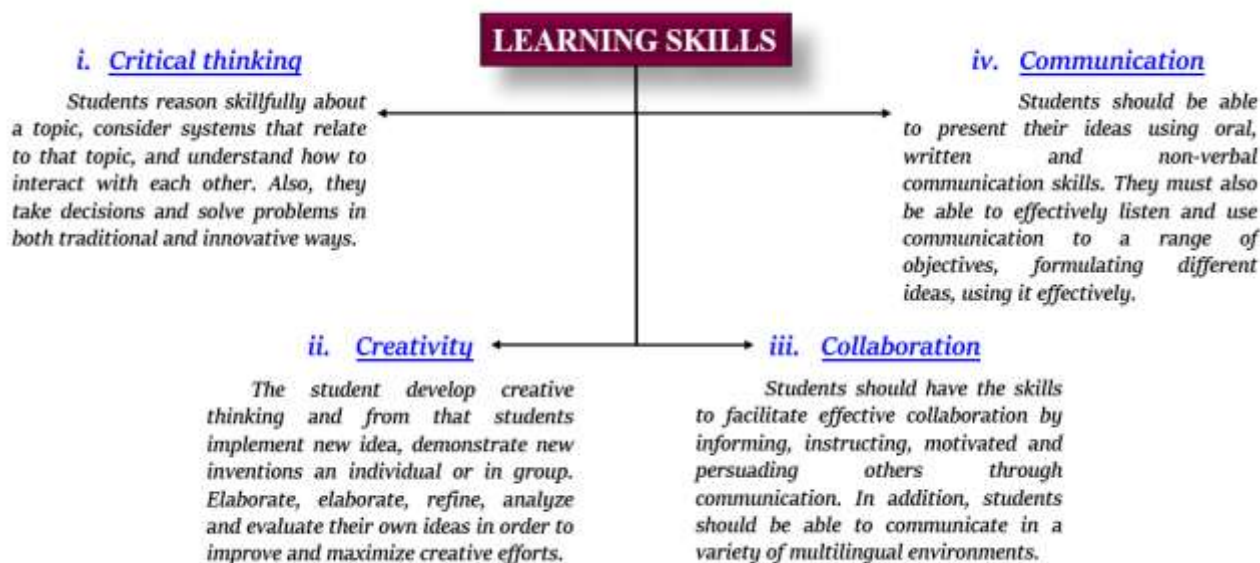 LEARNING SKILLS
i. Critical thinking
Students reason skillfully about
a topic, consider systems that relate
to that topic, and understand how to
interact with each other. Also, they
take decisions and solve problems in
both traditional and innovative ways.
iv. Communication
Students should be able
to present their ideas using oral,
written and non-verbal
communication skills. They must also
be able to effectively listen and use
communication to a range of
objectives, formulating different
ideas, using it effectively.
ii. Creativity
The student develop creative
thinking and from that students
implement new idea, demonstrate new
inventions an individual or in group.
Elaborate, elaborate, refine, analyze
and evaluate their own ideas in order to
improve and maximize creative efforts.
iii. Collaboration
Students should have the skills
to facilitate effective collaboration by
informing, instructing, motivated and
persuading others through
communication. In addition, students
should be able to communicate in a
variety of multilingual environments.